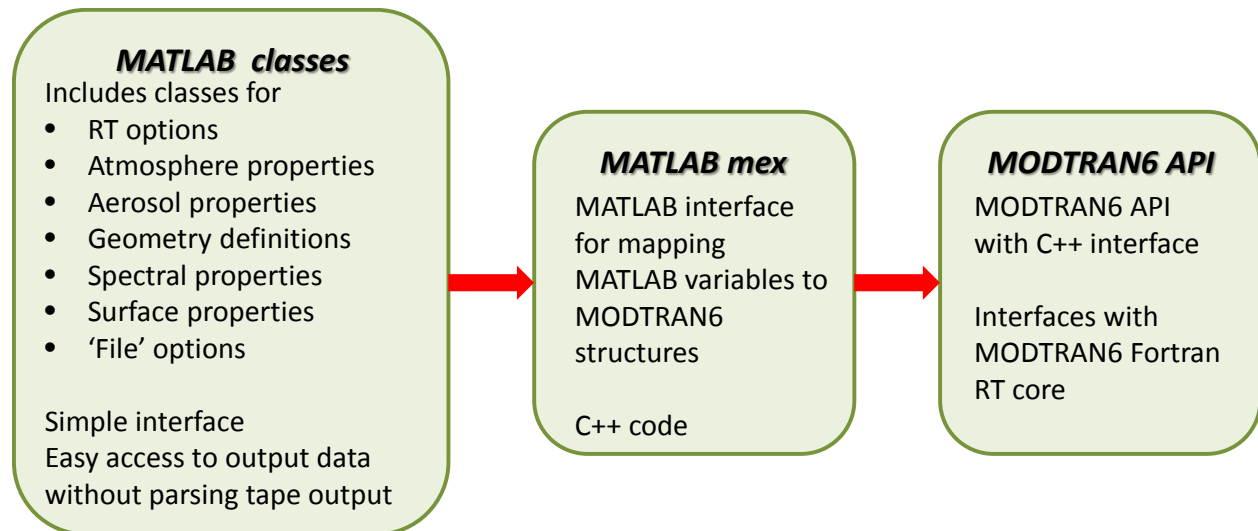 MATLAB classes
Includes classes for
• RT options
• Atmosphere properties
• Aerosol properties
• Geometry definitions
• Spectral properties
• Surface properties
• ‘File’ options
Simple interface
Easy access to output data
without parsing tape output
MATLAB mex
MATLAB interface
for mapping
MATLAB variables to
MODTRAN6
structures
C++ code
MODTRAN6 API
MODTRAN6 API
with C++ interface
Interfaces with
MODTRAN6 Fortran
RT core